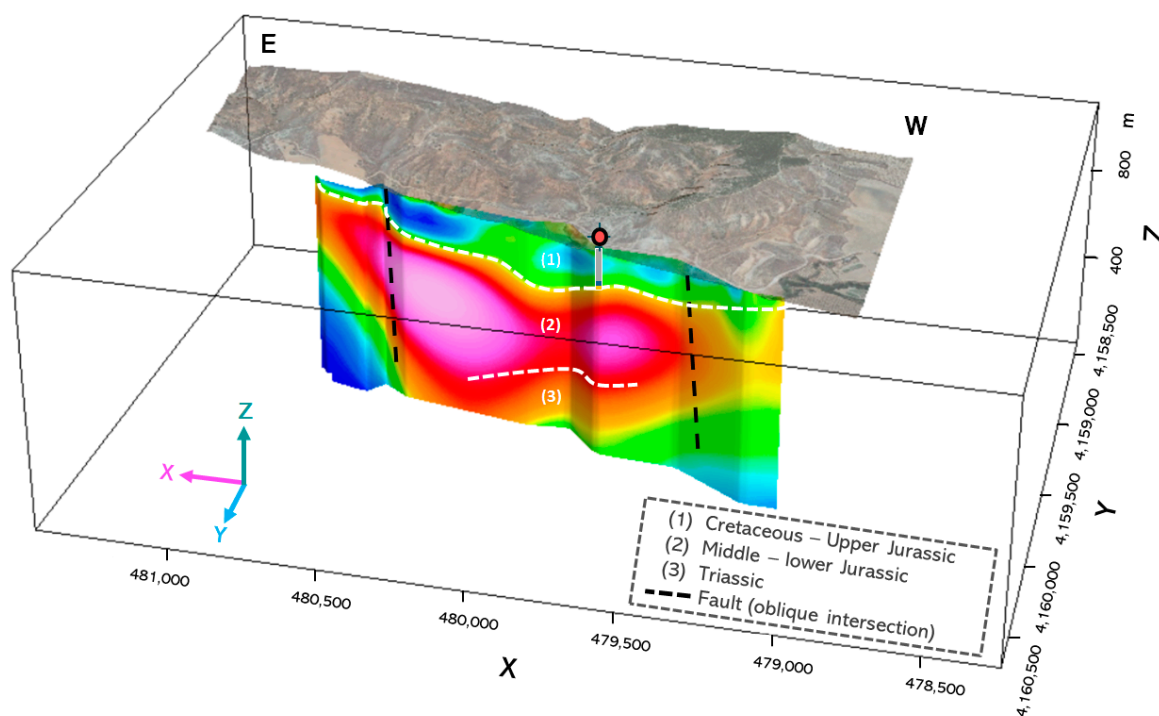 E
W
m
800
400
Z
(1)
(2)
(3)
4,158,500
4,159,000
4,159,500
4,160,000
4,160,500
Y
Z
X
Y
481,000
480,500
480,000
479,500
479,000
478,500
X
(1) Cretaceous – Upper Jurassic
(2) Middle – lower Jurassic
(3) Triassic
Fault (oblique intersection)